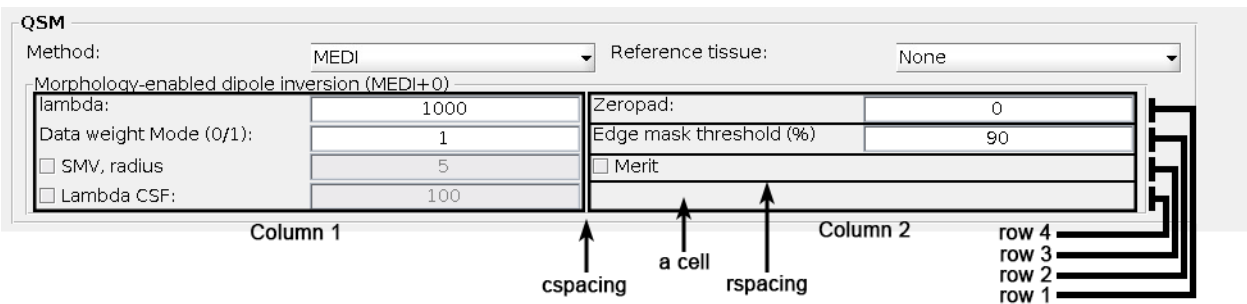 QSM
Method: MEDI Reference tissue: None
Morphology-enabled dipole inversion (MEDI+0)
lambda: 1000 Zeropad: 0
Data weight Mode (0/1): 1 Edge mask threshold (%) 90
SMV, radius 5 Merit
Lambda CSF: 100
Column 1 Column 2 row 4
a cell row 3
cspacing rspacing row 2
row 1